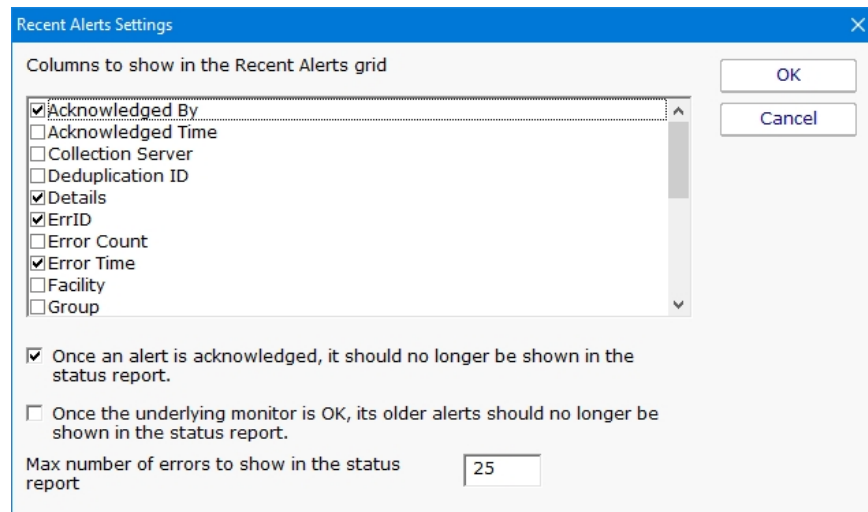 Recent Alerts Settings
Columns to show in the Recent Alerts grid
OK
Cancel
Acknowledged By
Acknowledged Time
Collection Server
Deduplication ID
Details
ErrID
Error Count
Error Time
Facility
Group
Once an alert is acknowledged, it should no longer be shown in the
status report.
Once the underlying monitor is OK, its older alerts should no longer be
shown in the status report.
Max number of errors to show in the status
report
25